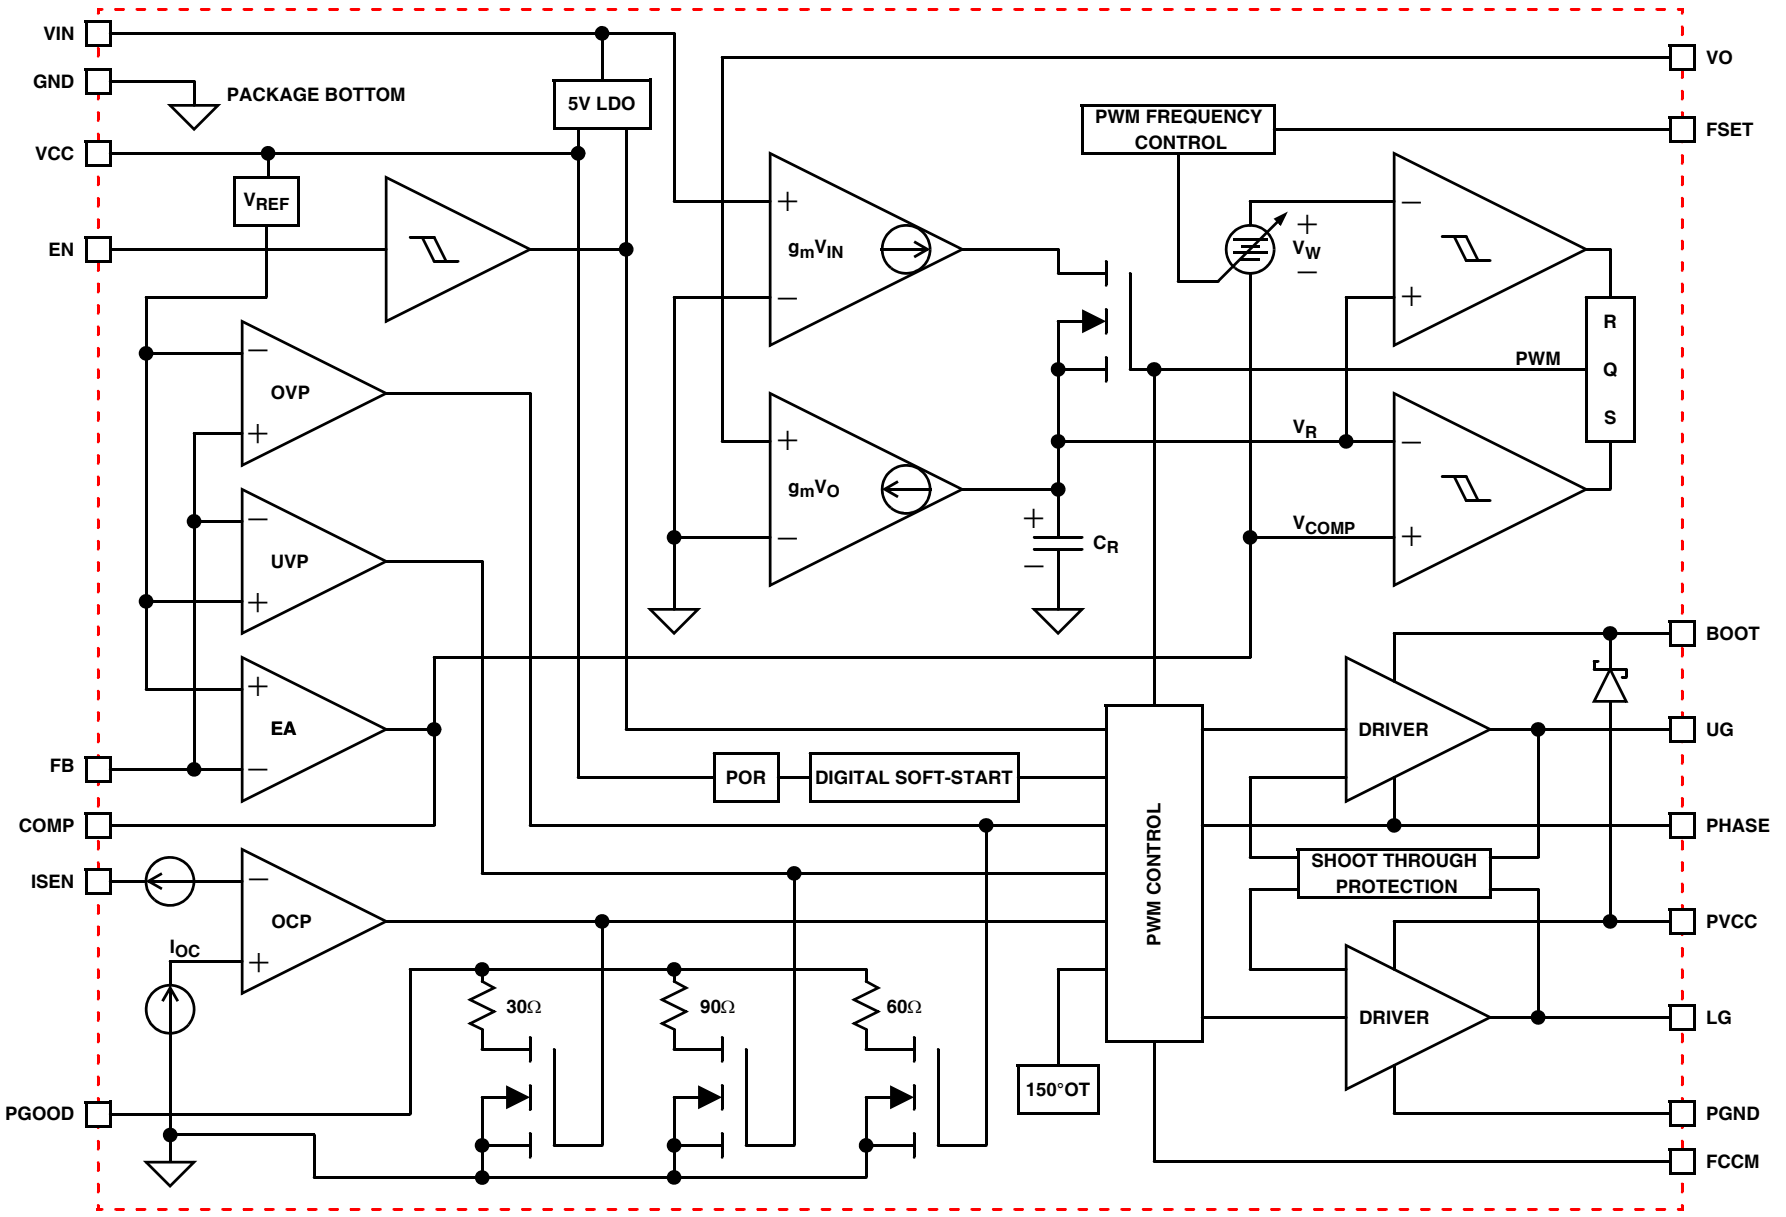 VIN
GND
PACKAGE BOTTOM
VCC
EN
VREF
5V LDO
VO
PWM FREQUENCY
CONTROL
FSET
+
gmVIN
−
+
VW
−
−
+
R
Q
S
PWM
−
OVP
+
+
gmVO
−
VR
−
VCOMP
+
+
CR
−
−
UVP
+
+
EA
−
FB
COMP
POR
DIGITAL SOFT-START
PWM CONTROL
DRIVER
BOOT
UG
PHASE
SHOOT THROUGH
PROTECTION
PVCC
DRIVER
LG
PGND
FCCM
ISEN
−
OCP
IOC
+
30Ω
90Ω
60Ω
150°OT
PGOOD